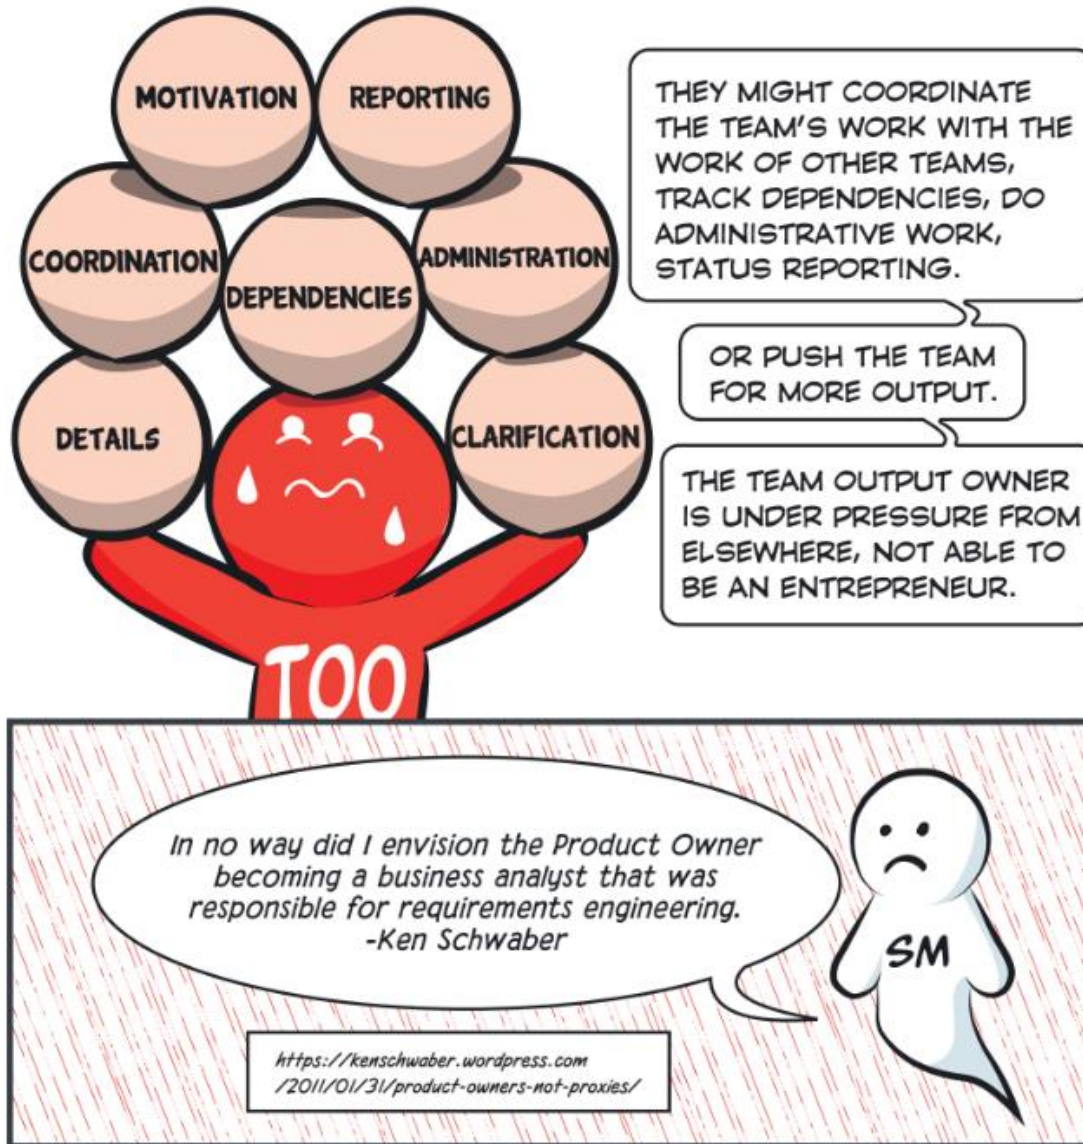 MOTIVATION
REPORTING
COORDINATION
DEPENDENCIES
ADMINISTRATION
DETAILS
CLARIFICATION
TOO
THEY MIGHT COORDINATE
THE TEAM'S WORK WITH THE
WORK OF OTHER TEAMS,
TRACK DEPENDENCIES, DO
ADMINISTRATIVE WORK,
STATUS REPORTING.
OR PUSH THE TEAM
FOR MORE OUTPUT.
THE TEAM OUTPUT OWNER
IS UNDER PRESSURE FROM
ELSEWHERE, NOT ABLE TO
BE AN ENTREPRENEUR.
In no way did I envision the Product Owner
becoming a business analyst that was
responsible for requirements engineering.
-Ken Schwaber
SM
https://kenschwaber.wordpress.com
/2011/01/31/product-owners-not-proxies/